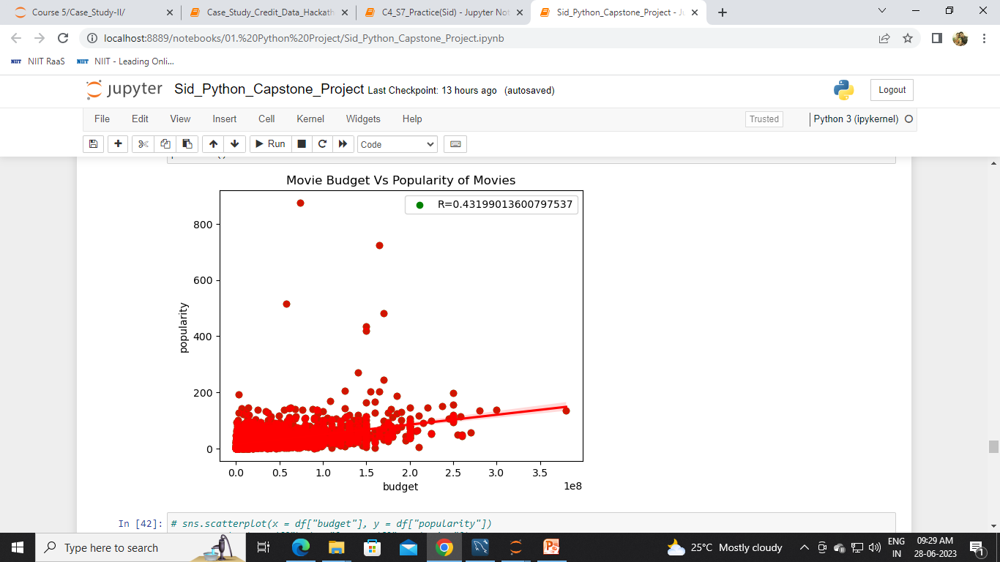 Course 5/Case_Study-II/
Case_Study_Credit_Data_Hackath
C4_S7_Practice(Sid) - Jupyter Not
Sid_Python_Capstone_Project - Ju
localhost:8889/notebooks/01.%20Python%20Project/Sid_Python_Capstone_Project.ipynb
NIIT NIIT RaaS NIIT NIIT - Leading Onli...
jupyter Sid_Python_Capstone_Project Last Checkpoint: 13 hours ago (autosaved)
Logout
File Edit View Insert Cell Kernel Widgets Help
Trusted
Python 3 (ipykernel)
Run
Code
Movie Budget Vs Popularity of Movies
R=0.43199013600797537
800
600
400
200
0
popularity
0.0 0.5 1.0 1.5 2.0 2.5 3.0 3.5
budget
1e8
In [42]: # sns.scatterplot(x = df["budget"], y = df["popularity"])
Type here to search
25°C Mostly cloudy
ENG
IN
09:29 AM
28-06-2023
1